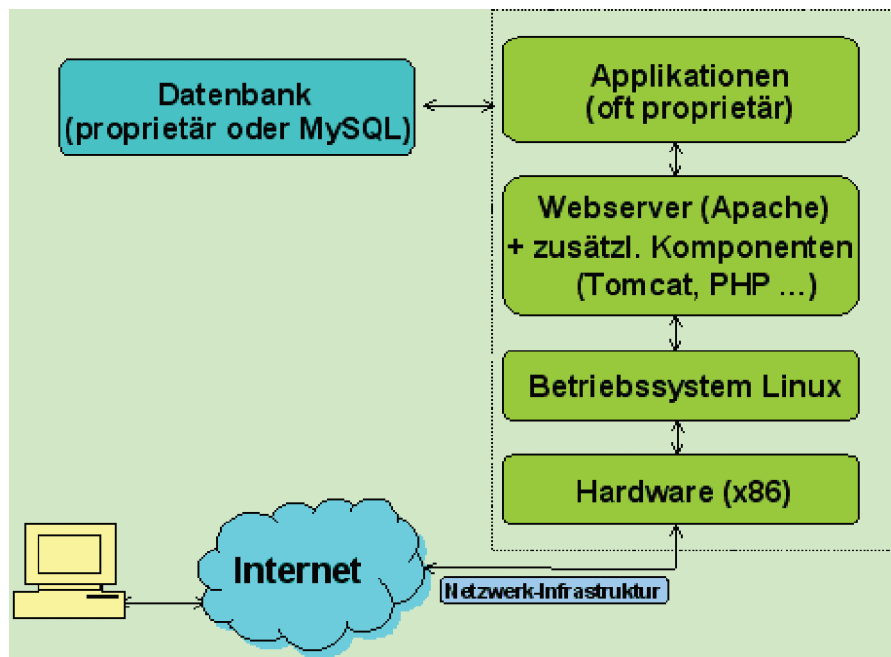 Datenbank
(proprietär oder MySQL)
Applikationen
(oft proprietär)
Webserver (Apache)
+ zusätzl. Komponenten
(Tomcat, PHP ...)
Betriebssystem Linux
Hardware (x86)
Internet
Netzwerk-Infrastruktur